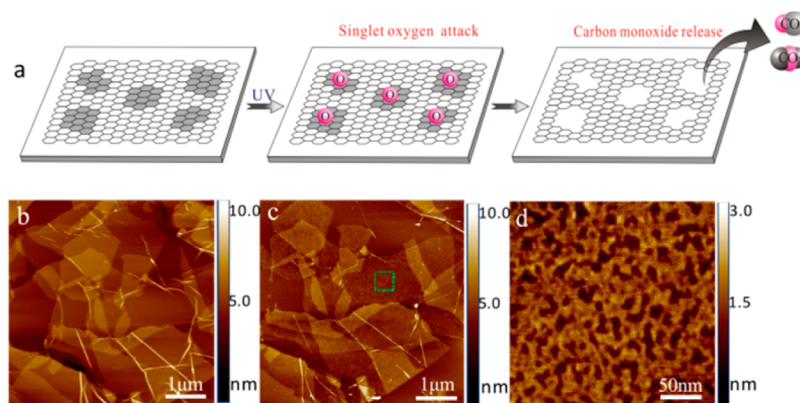 Singlet oxygen attack
Carbon monoxide release
CO
CO
a
UV
O
O
O
O
O
b
10.0
5.0
nm
1μm
c
10.0
5.0
nm
1μm
d
3.0
1.5
nm
50nm